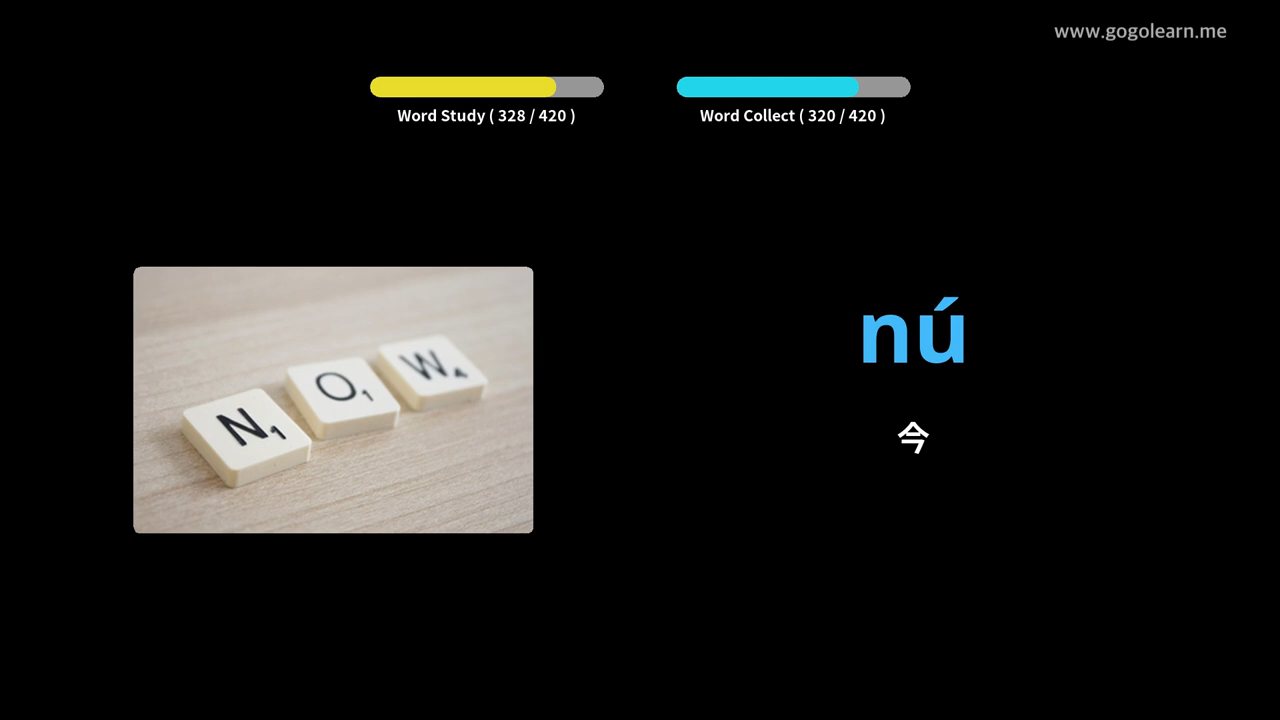 www.gogolearn.me
Word Study ( 328 / 420 )
Word Collect ( 320 / 420 )
N1 O1 W4
nú
今